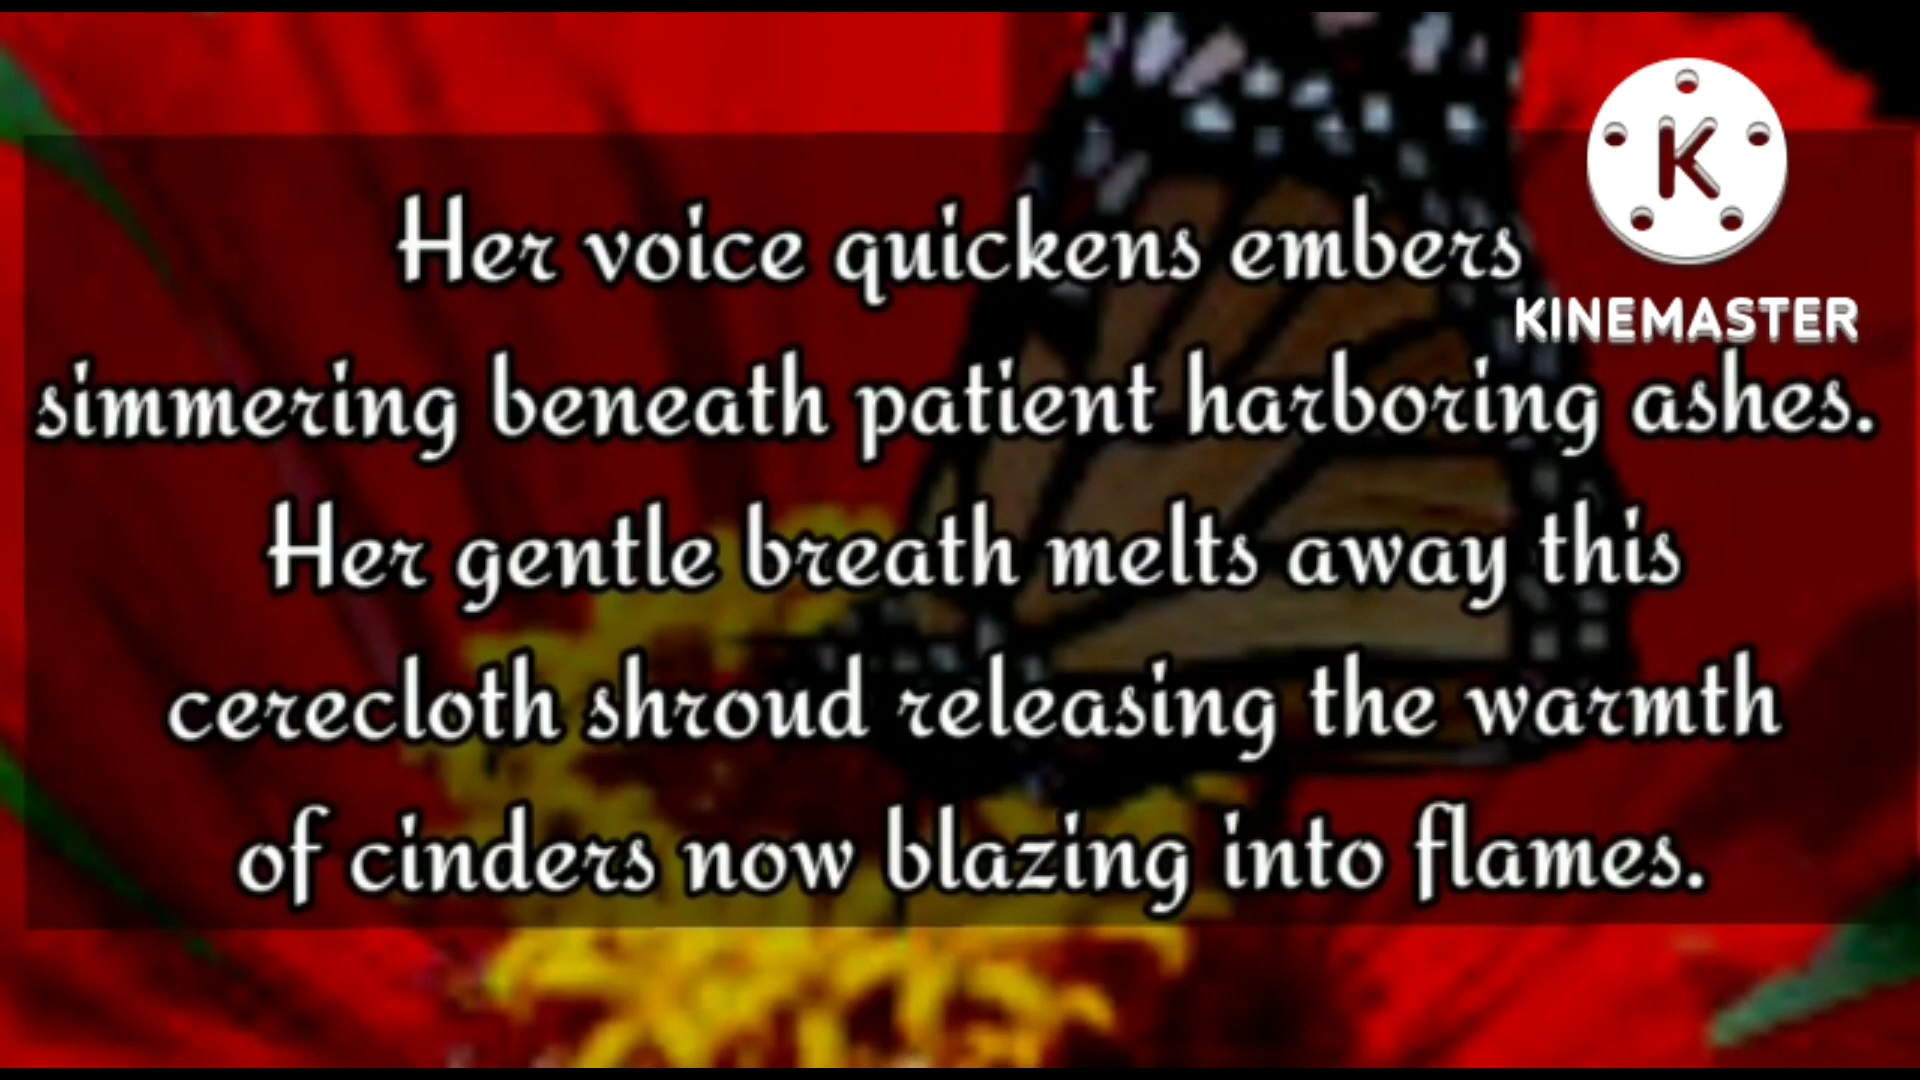 K
KINEMASTER
Her voice quickens embers
simmering beneath patient harboring ashes.
Her gentle breath melts away this
cerecloth shroud releasing the warmth
of cinders now blazing into flames.